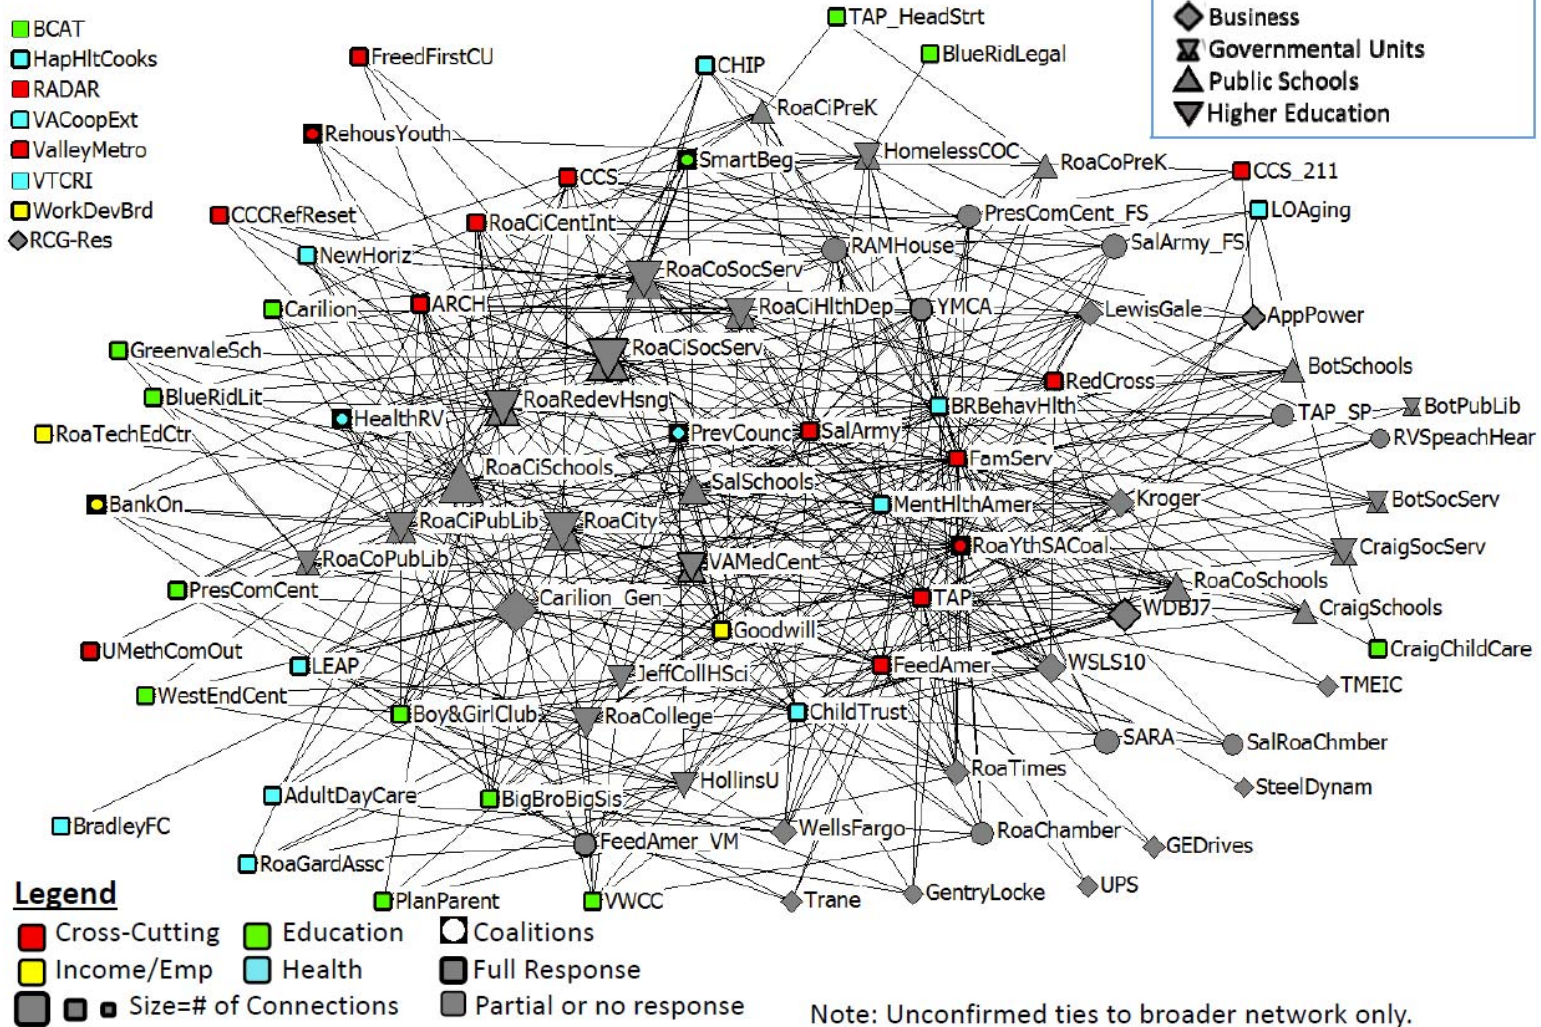 BCAT
HapHltCooks
RADAR
VACoopExt
ValleyMetro
VTCRI
WorkDevBrd
RCG-Res
Business
Governmental Units
Public Schools
Higher Education
TAP_HeadStrt
BlueRidLegal
FreedFirstCU
CHIP
RoaCiPreK
RehousYouth
SmartBeg
HomelessCOC
RoaCoPreK
CCS_211
CCS
CCCRefReset
RoaCiCentInt
PresComCent_FS
LOAging
NewHoriz
RoaCoSocServ
RAMHouse
SalArmy_FS
Carilion
ARCH
RoaCiHlthDep
YMCA
LewisGale
AppPower
GreenvaleSch
RoaCiSocServ
BotSchools
BlueRidLit
RoaRedevHsng
RedCross
BRBehavHlth
TAP_SP
BotPubLib
RoaTechEdCtr
HealthRV
PrevCounc
SalArmy
RVSpeachHear
RoaCiSchools
FamServ
SalSchools
BankOn
MentHlthAmer
Kroger
BotSocServ
RoaCiPubLib
RoaCity
RoaYthSACoal
CraigSocServ
RoaCoPubLib
VAMedCent
RoaCoSchools
PresComCent
Carilion_Gen
TAP
WDBJ7
CraigSchools
Goodwill
UMethComOut
LEAP
JeffCollHSci
FeedAmer
WSLS10
CraigChildCare
TMEIC
WestEndCent
Boy&GirlClub
RoaCollege
ChildTrust
SARA
SalRoaChmber
HollinsU
RoaTimes
SteelDynam
AdultDayCare
BigBroBigSis
BradleyFC
FeedAmer_VM
WellsFargo
RoaChamber
GEDrives
RoaGardAssc
PlanParent
VWCC
Trane
GentryLocke
UPS
Legend
Cross-Cutting
Education
Coalitions
Income/Emp
Health
Full Response
Size=# of Connections
Partial or no response
Note: Unconfirmed ties to broader network only.